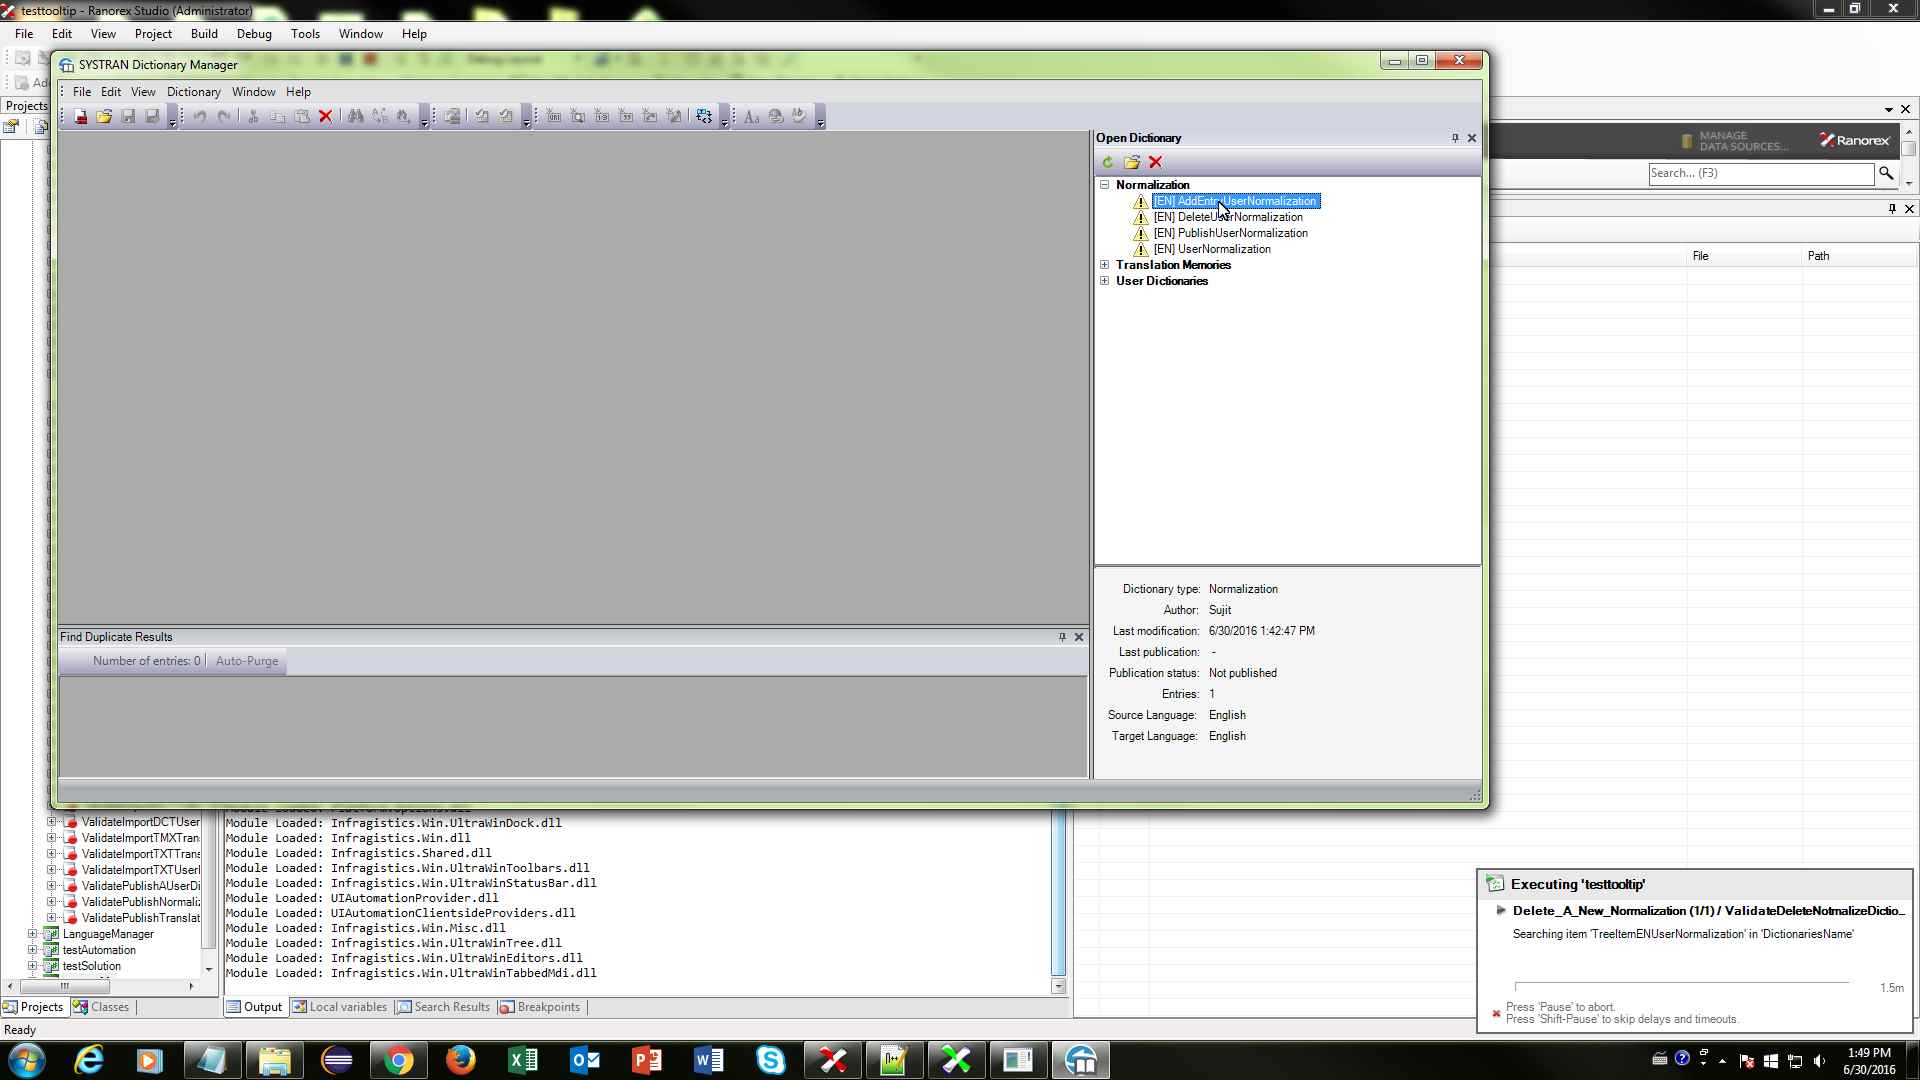 testtooltip - Ranorex Studio (Administrator)
File Edit View Project Build Debug Tools Window Help
SYSTRAN Dictionary Manager
File Edit View Dictionary Window Help
Projects
Open Dictionary
MANAGE
DATA SOURCES...
Ranorex
Search... (F3)
Normalization
[EN] AddEntryUserNormalization
[EN] DeleteUserNormalization
[EN] PublishUserNormalization
[EN] UserNormalization
Translation Memories
User Dictionaries
File Path
Dictionary type: Normalization
Author: Sujit
Last modification: 6/30/2016 1:42:47 PM
Last publication: -
Publication status: Not published
Entries: 1
Source Language: English
Target Language: English
Find Duplicate Results
Number of entries: 0 Auto-Purge
ValidateImportDCTUser
ValidateImportTMXTran
ValidateImportTXTTrans
ValidateImportTXTUserI
ValidatePublishAUserDi
ValidatePublishNormaliz
ValidatePublishTranslat
LanguageManager
testAutomation
testSolution
Module Loaded: Infragistics.Win.UltraWinDock.dll
Module Loaded: Infragistics.Win.dll
Module Loaded: Infragistics.Shared.dll
Module Loaded: Infragistics.Win.UltraWinToolbars.dll
Module Loaded: Infragistics.Win.UltraWinStatusBar.dll
Module Loaded: UIAutomationProvider.dll
Module Loaded: UIAutomationClientsideProviders.dll
Module Loaded: Infragistics.Win.Misc.dll
Module Loaded: Infragistics.Win.UltraWinTree.dll
Module Loaded: Infragistics.Win.UltraWinEditors.dll
Module Loaded: Infragistics.Win.UltraWinTabbedMdi.dll
Executing 'testtooltip'
Delete_A_New_Normalization (1/1) / ValidateDeleteNotmalizeDictio...
Searching item 'TreeItemENUserNormalization' in 'DictionariesName'
1.5m
Press 'Pause' to abort.
Press 'Shift-Pause' to skip delays and timeouts.
Projects Classes
Output Local variables Search Results Breakpoints
Ready
1:49 PM
6/30/2016